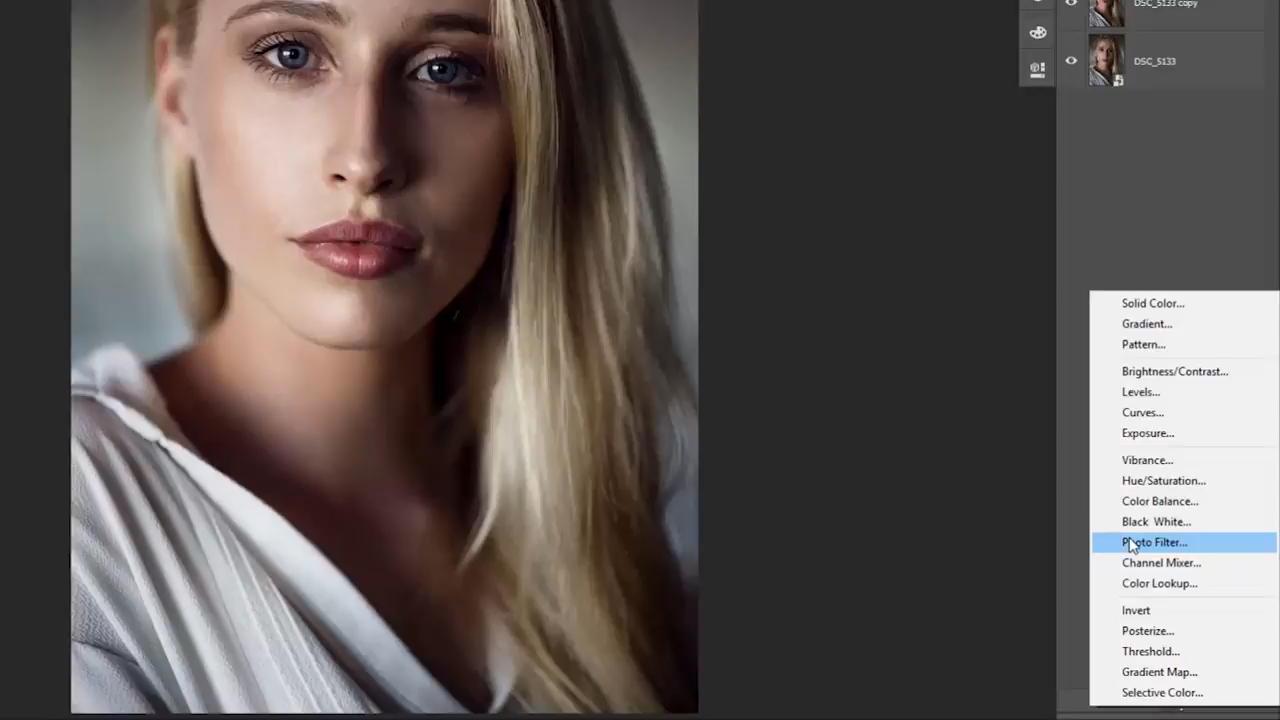 DSC_5133 copy
DSC_5133
Solid Color...
Gradient...
Pattern...
Brightness/Contrast...
Levels...
Curves...
Exposure...
Vibrance...
Hue/Saturation...
Color Balance...
Black  White...
Photo Filter...
Channel Mixer...
Color Lookup...
Invert
Posterize...
Threshold...
Gradient Map...
Selective Color...